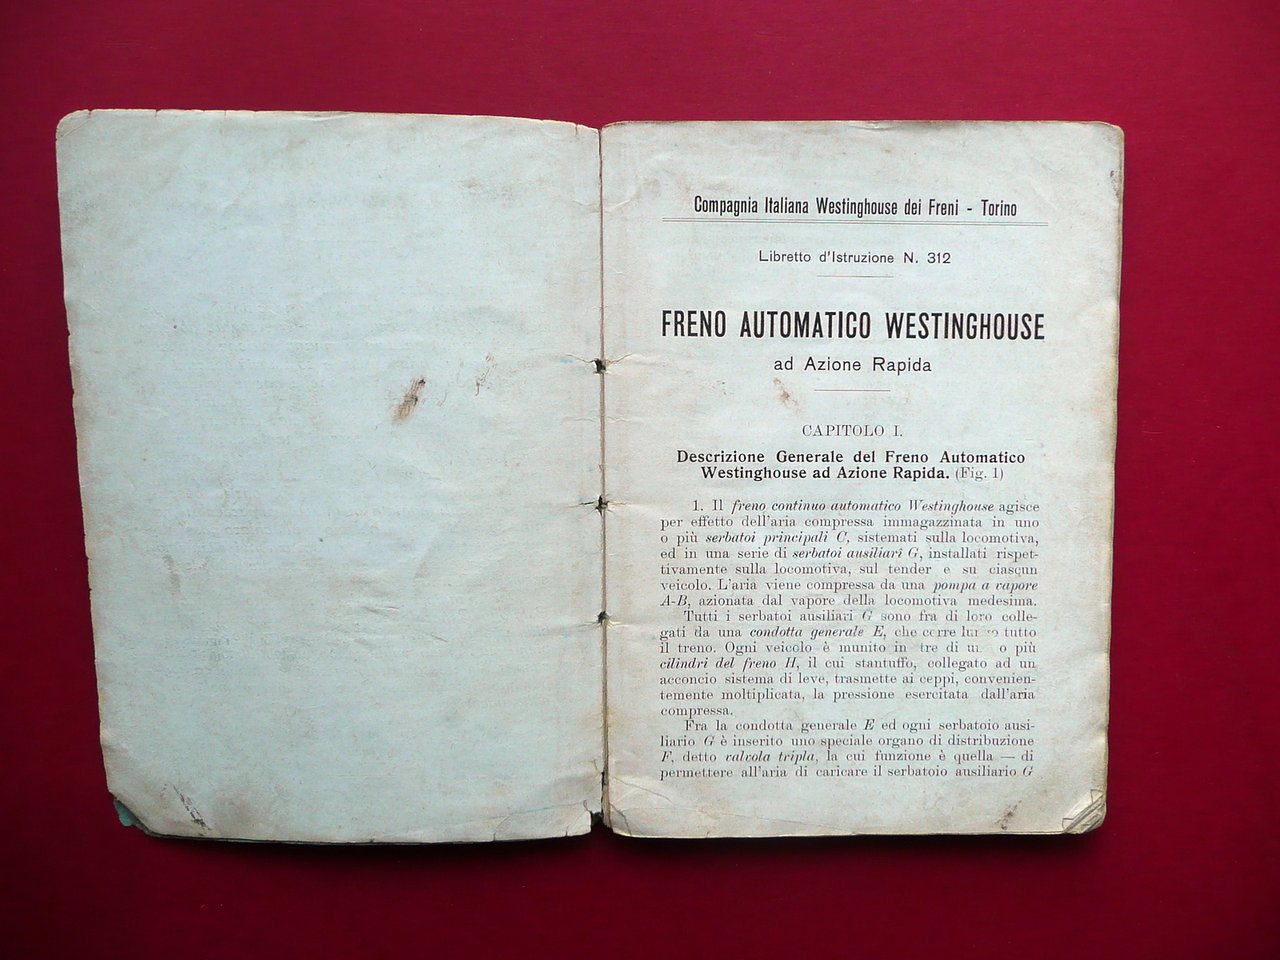 Compagnia Italiana Westinghouse dei Freni - Torino
Libretto d'Istruzione N. 312
FRENO AUTOMATICO WESTINGHOUSE
ad Azione Rapida
CAPITOLO I.
Descrizione Generale del Freno Automatico
Westinghouse ad Azione Rapida. (Fig. 1)
1. Il freno continuo automatico Westinghouse agisce
per effetto dell'aria compressa immagazzinata in uno
o più serbatoi principali C, sistemati sulla locomotiva,
ed in una serie di serbatoi ausiliari G, installati rispet-
tivamente sulla locomotiva, sul tender e su ciascun
veicolo. L'aria viene compressa da una pompa a vapore
A-B, azionata dal vapore della locomotiva medesima.
Tutti i serbatoi ausiliari G sono fra di loro colle-
gati da una condotta generale E, che corre tutto
il treno. Ogni veicolo è munito di o più
cilindri del freno H, il cui stantuffo, collegato ad un
acconcio sistema di leve, trasmette ai ceppi, convenien-
temente moltiplicata, la pressione esercitata dall'aria
compressa.
Fra la condotta generale E ed ogni serbatoio ausi-
liario G è inserito uno speciale organo di distribuzione
F, detto valvola tripla, la cui funzione è quella — di
permettere all'aria di caricare il serbatoio ausiliario G